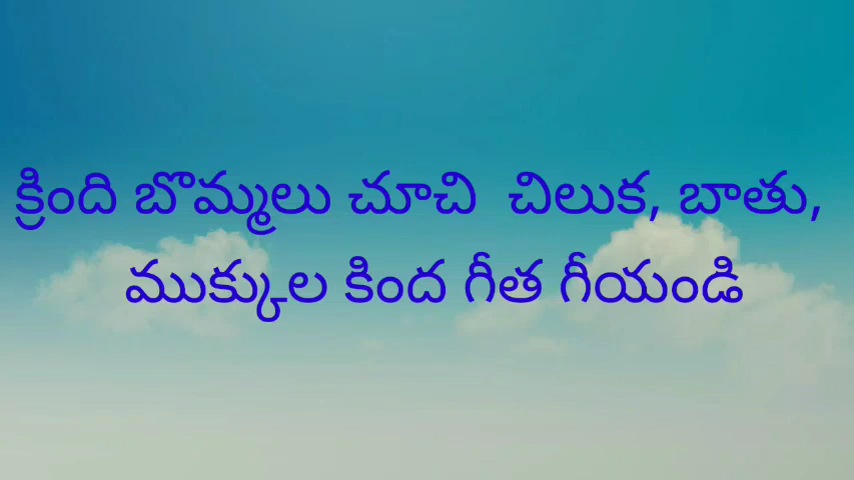 క్రింది బొమ్మలు చూచి చిలుక, బాతు,
ముక్కుల కింద గీత గీయండి